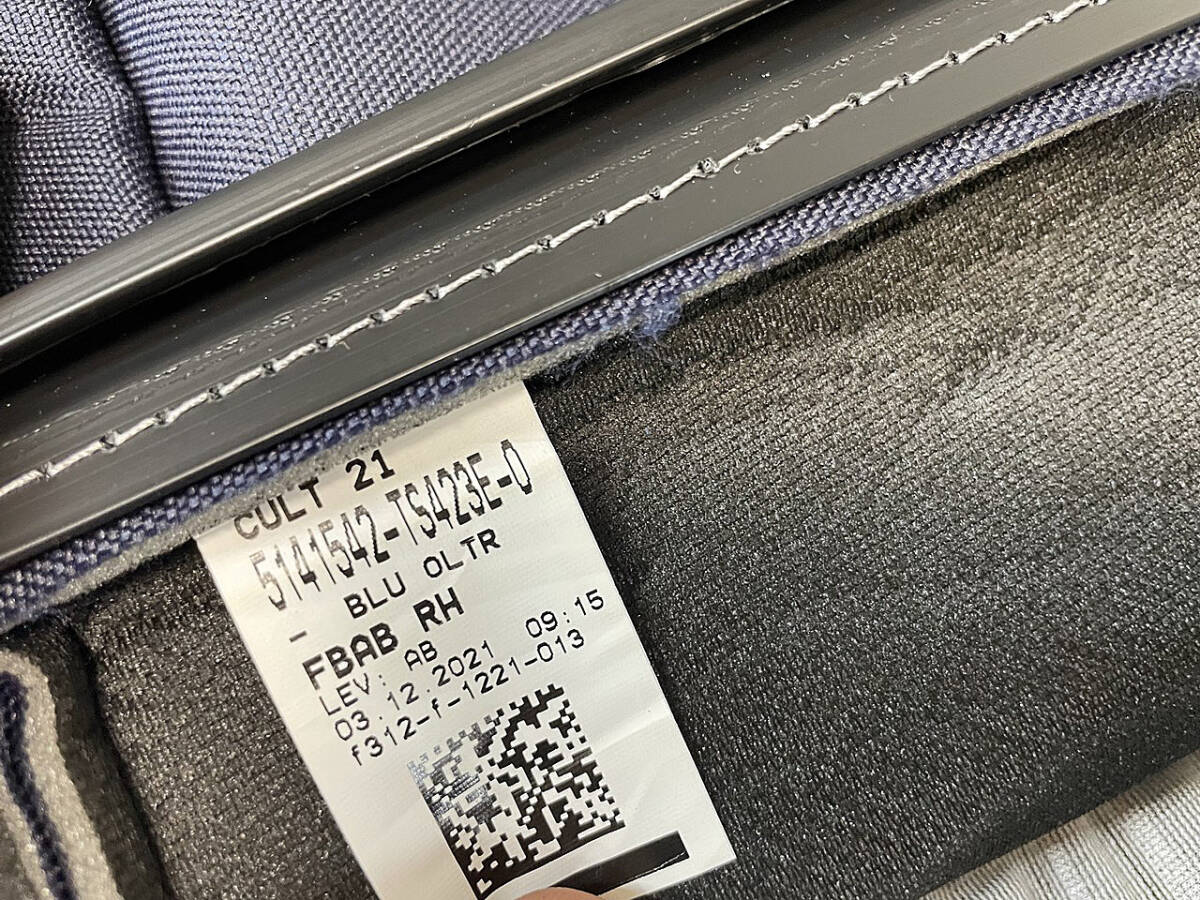 CULT 21
5141542-TS423E-0
- BLU OLTR
FBAB RH
LEV: AB
03.12.2021 09:15
f312-f-1221-013